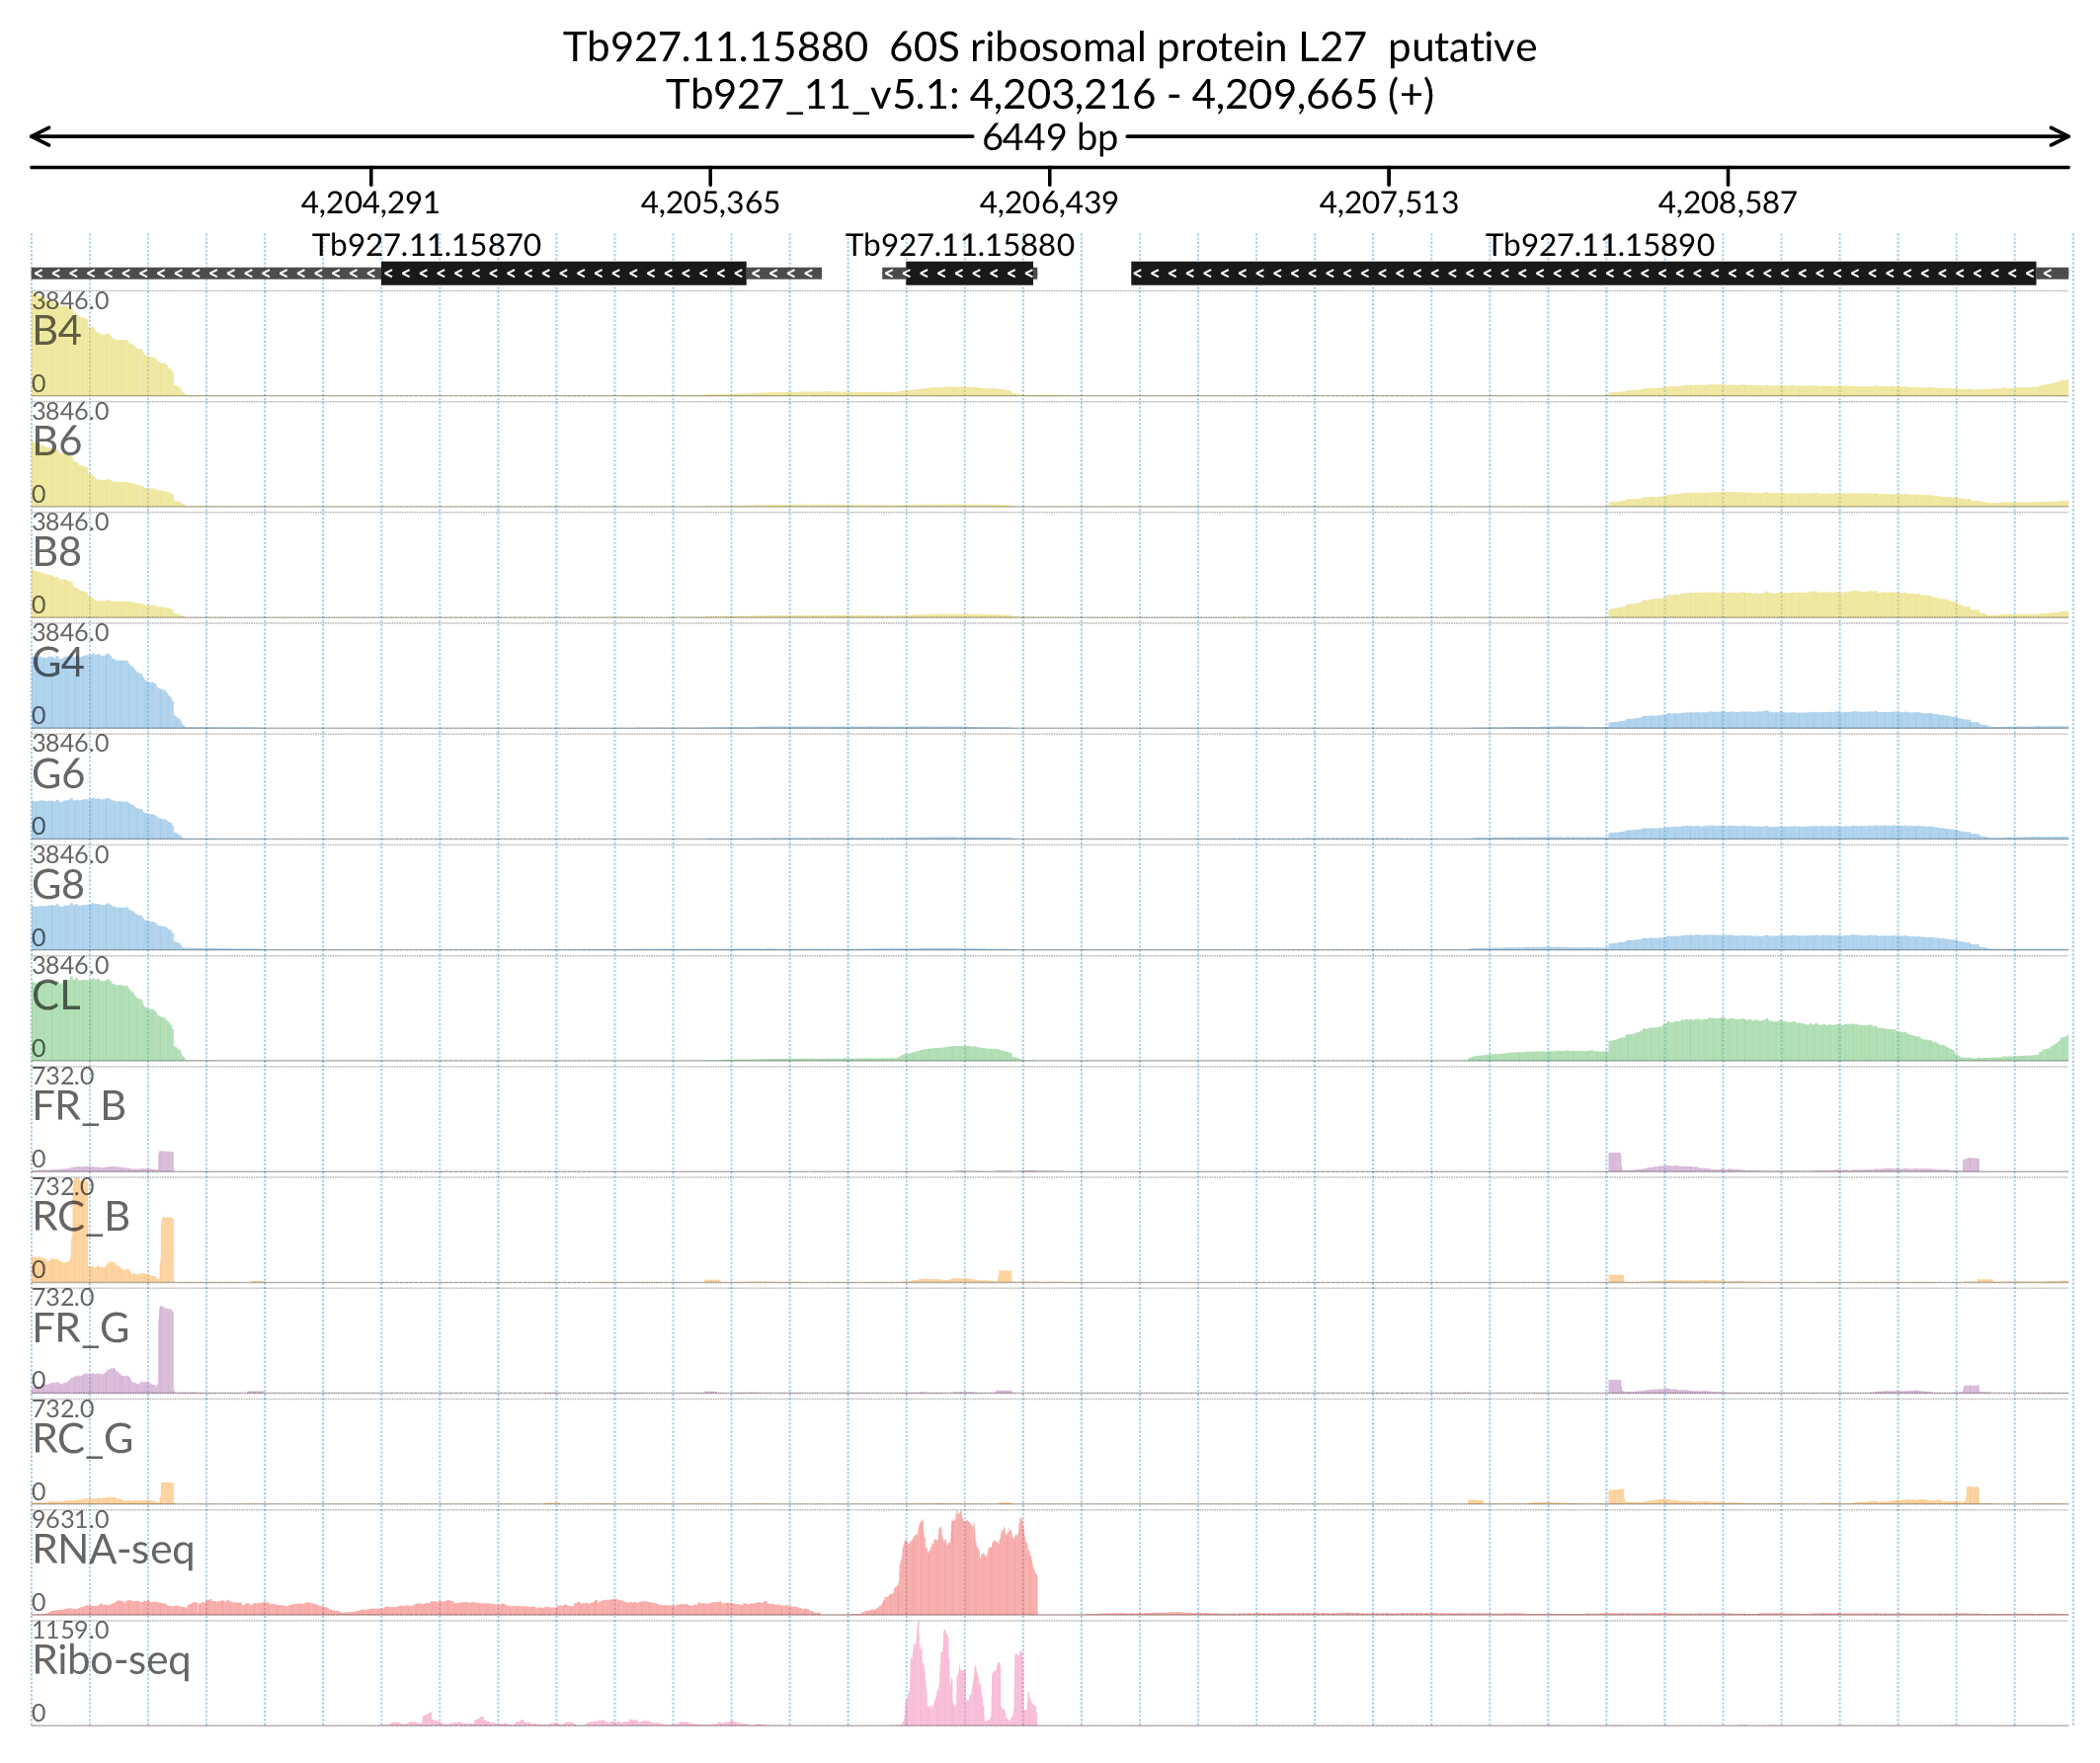 Tb927.11.15880  60S ribosomal protein L27  putative
Tb927_11_v5.1: 4,203,216 - 4,209,665 (+)
6449 bp
4,204,291 4,205,365 4,206,439 4,207,513 4,208,587
Tb927.11.15870 Tb927.11.15880 Tb927.11.15890
3846.0
B4
0
3846.0
B6
0
3846.0
B8
0
3846.0
G4
0
3846.0
G6
0
3846.0
G8
0
3846.0
CL
0
732.0
FR_B
0
732.0
RC_B
0
732.0
FR_G
0
732.0
RC_G
0
9631.0
RNA-seq
0
1159.0
Ribo-seq
0